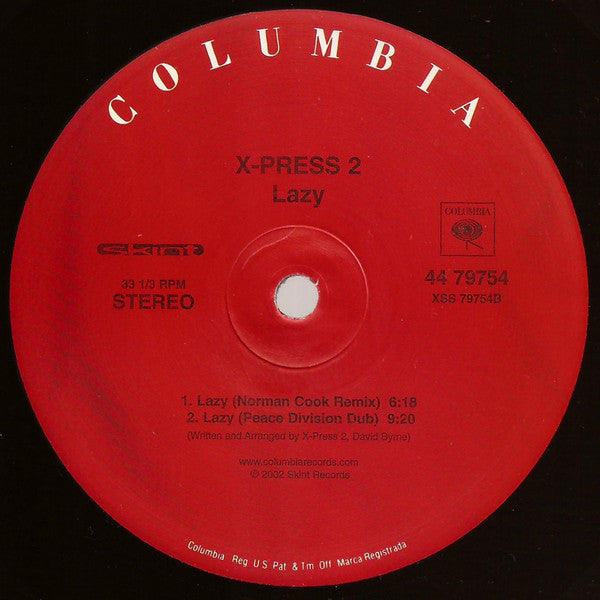 COLUMBIA
X-PRESS 2
Lazy
skint
COLUMBIA
33 1/3 RPM
STEREO
44 79754
XSS 79754B
1. Lazy (Norman Cook Remix) 6:18
2. Lazy (Peace Division Dub) 9:20
(Written and Arranged by X-Press 2, David Byrne)
www.columbiarecords.com
© 2002 Skint Records
Columbia Reg U S Pat & Tm Off Marca Registrada